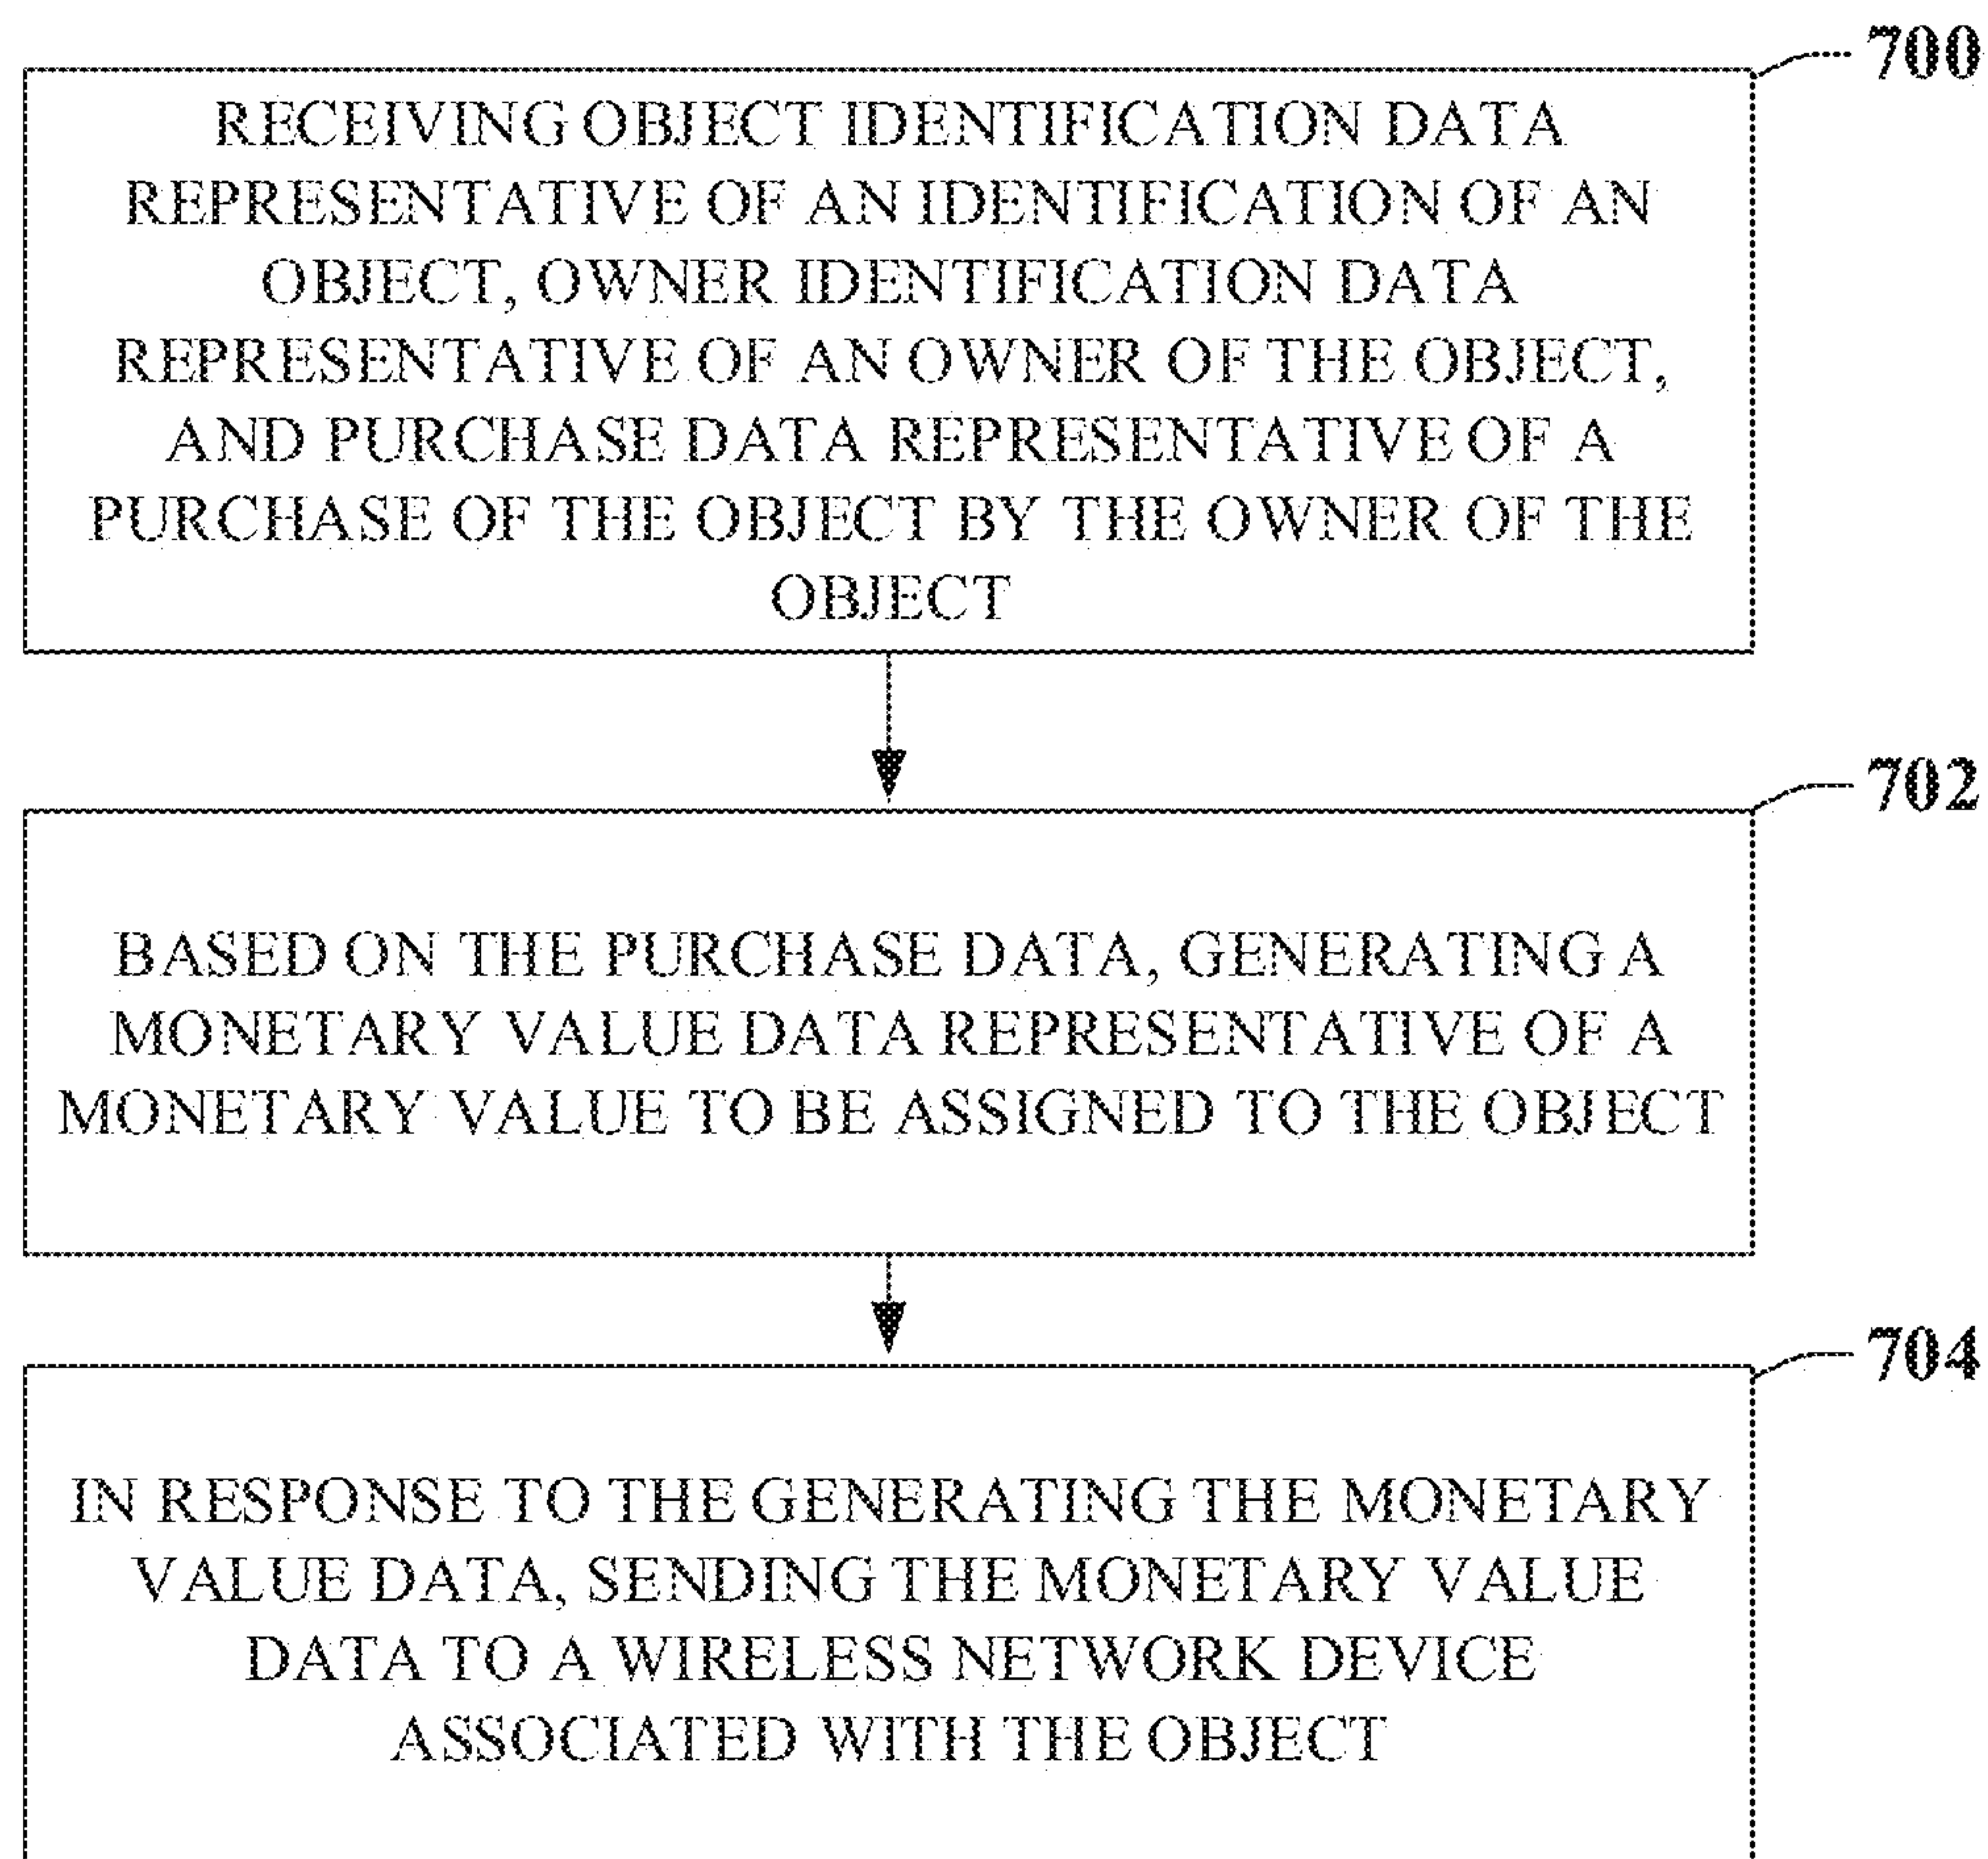 700
RECEIVING OBJECT IDENTIFICATION DATA
REPRESENTATIVE OF AN IDENTIFICATION OF AN
OBJECT, OWNER IDENTIFICATION DATA
REPRESENTATIVE OF AN OWNER OF THE OBJECT,
AND PURCHASE DATA REPRESENTATIVE OF A
PURCHASE OF THE OBJECT BY THE OWNER OF THE
OBJECT
702
BASED ON THE PURCHASE DATA, GENERATING A
MONETARY VALUE DATA REPRESENTATIVE OF A
MONETARY VALUE TO BE ASSIGNED TO THE OBJECT
704
IN RESPONSE TO THE GENERATING THE MONETARY
VALUE DATA, SENDING THE MONETARY VALUE
DATA TO A WIRELESS NETWORK DEVICE
ASSOCIATED WITH THE OBJECT